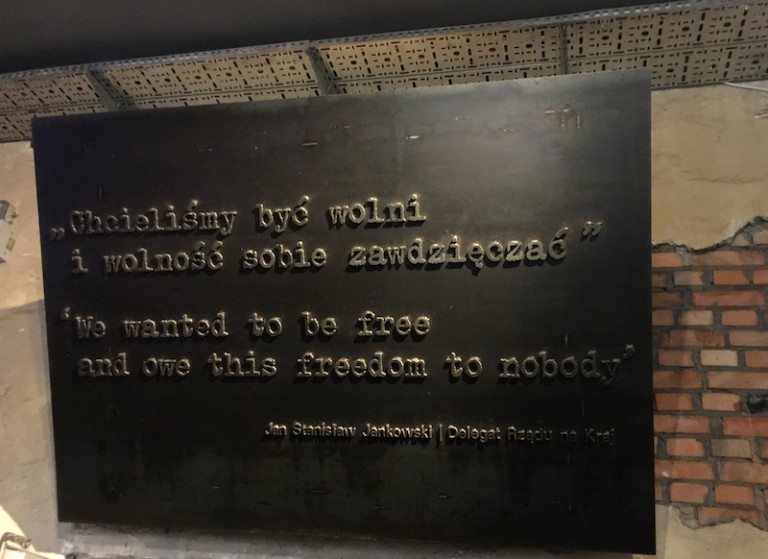 „Chcieliśmy być wolni
i wolność sobie zawdzięczać”
‘We wanted to be free
and owe this freedom to nobody’
Jan Stanisław Jankowski | Delegat Rządu na Kraj